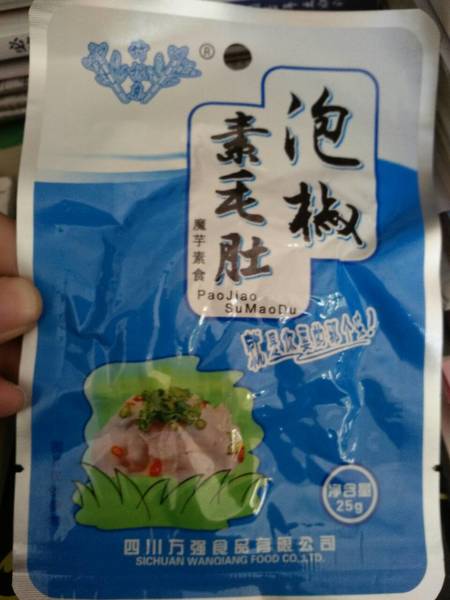 ®
泡椒
素毛肚
魔芋素食
PaoJiao
SuMaoDu
净含量
25g
四川万强食品有限公司
SICHUAN WANQIANG FOOD CO.,LTD.